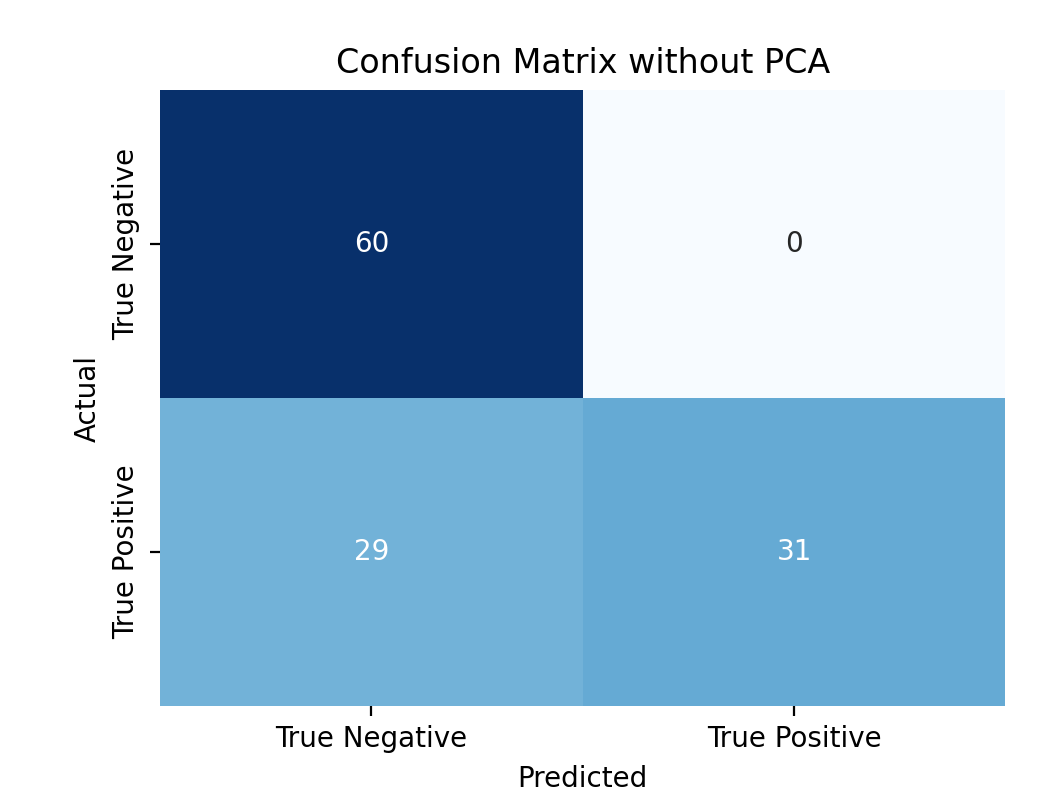 Confusion Matrix without PCA
Actual
True Negative
60
0
True Positive
29
31
True Negative
True Positive
Predicted